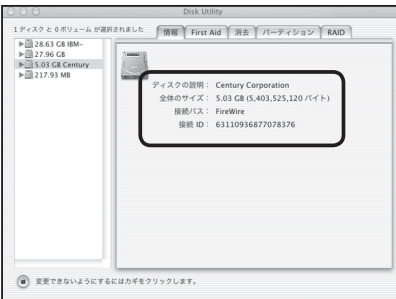 Disk Utility
1 ディスク と 0 ボリューム が選択されました
情報 First Aid 消去 パーティション RAID
28.63 GB IBM-
27.96 GB
5.03 GB Century
217.93 MB
ディスクの説明： Century Corporation
全体のサイズ： 5.03 GB (5,403,525,120 バイト)
接続バス： FireWire
接続 ID： 63110936877078376
変更できないようにするにはカギをクリックします。